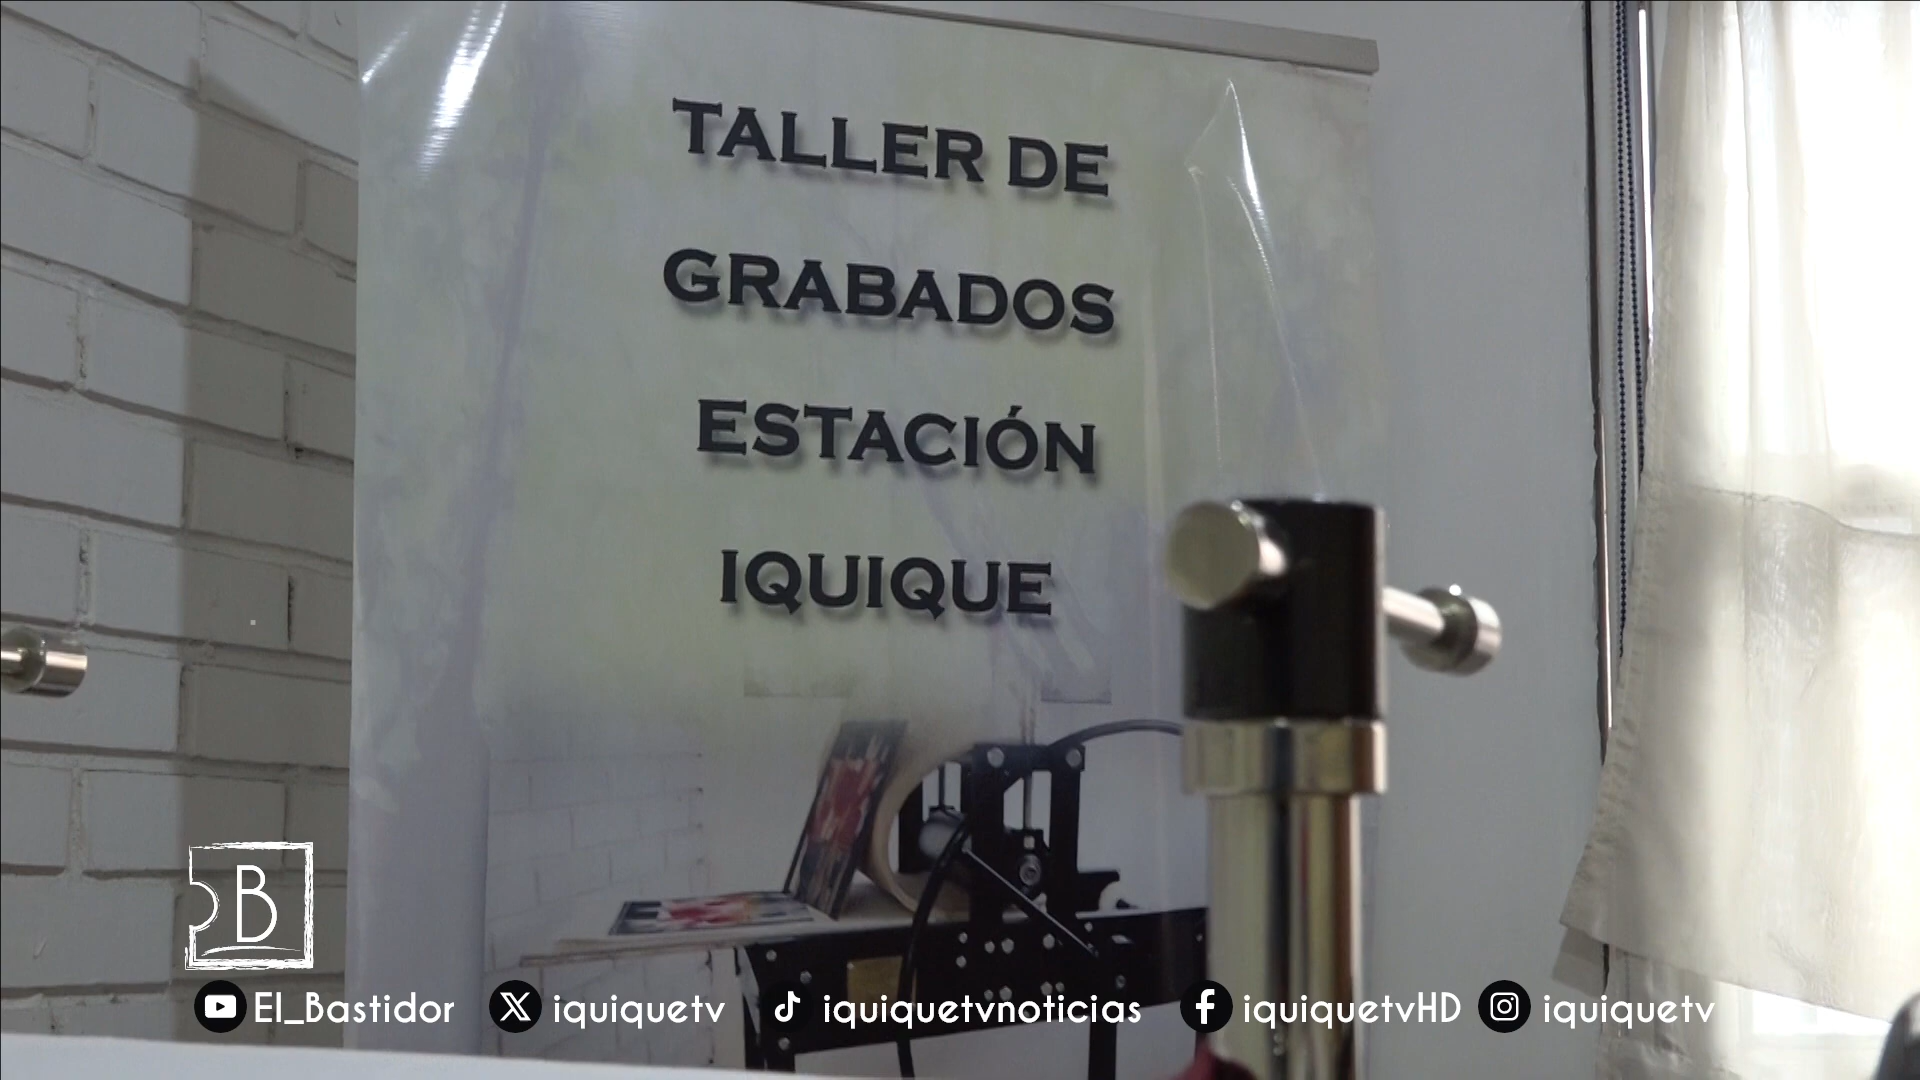 TALLER DE
GRABADOS
ESTACIÓN
IQUIQUE
B
El_Bastidor iquiquetv iquiquetvnoticias iquiquetvHD iquiquetv